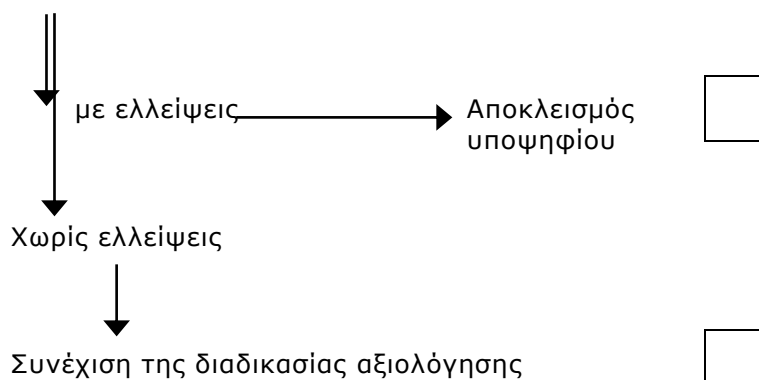 με ελλείψεις
Αποκλεισμός
υποψηφίου
Χωρίς ελλείψεις
Συνέχιση της διαδικασίας αξιολόγησης